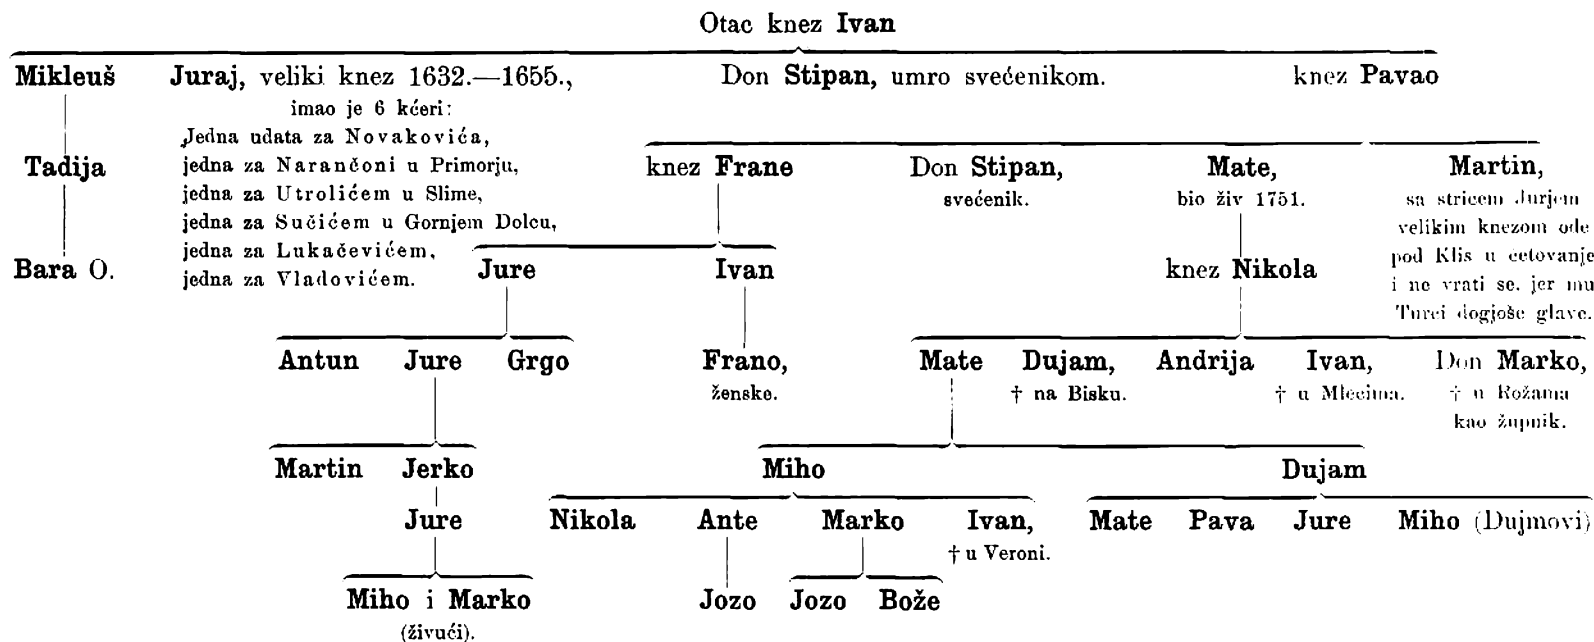 Otac knez Ivan
Mikleuš Juraj, veliki knez 1632.—1655., Don Stipan, umro svećenikom. knez Pavao
imao je 6 kćeri:
Jedna udata za Novakovića,
jedna za Narančoni u Primorju,
jedna za Utrolićem u Slime,
jedna za Sučićem u Gornjem Dolcu,
jedna za Lukačevićem,
jedna za Vladovićem.
Tadija
Bara O.
knez Frane Don Stipan, Mate, Martin,
svećenik. bio živ 1751. sa stricem Jurjem
velikim knezom ode
pod Klis u četovanje
i ne vrati se. jer mu
Turci dogjoše glave.
Jure Ivan knez Nikola
Antun Jure Grgo Frano, Mate Dujam, Andrija Ivan, Don Marko,
ženske. † na Bisku. † u Mlecima. † u Rožama
kao župnik.
Martin Jerko Miho Dujam
Jure Nikola Ante Marko Ivan, Mate Pava Jure Miho (Dujmovi)
† u Veroni.
Miho i Marko Jozo Jozo Bože
(živući).